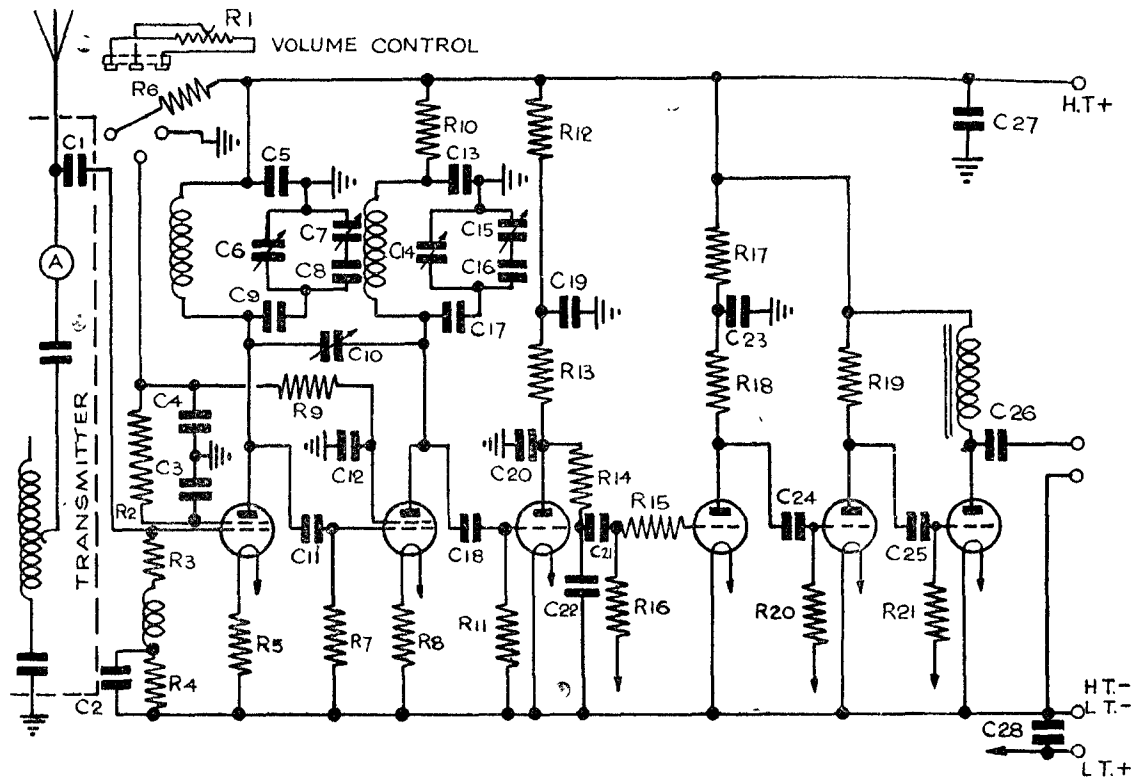 R1
VOLUME CONTROL
R6
H.T+
C27
C1
R10
R12
C5
C13
C7
C15
R17
C6
C14
C8
C16
A
C9
C19
C17
C23
C10
R13
R18
R19
C4
R9
C26
TRANSMITTER
C3
C12
C20
R14
R15
C24
R2
C11
C18
C21
C25
R3
C22
R16
R5
R7
R8
R11
R20
R21
R4
C2
H T.-
L T.-
C28
L T.+